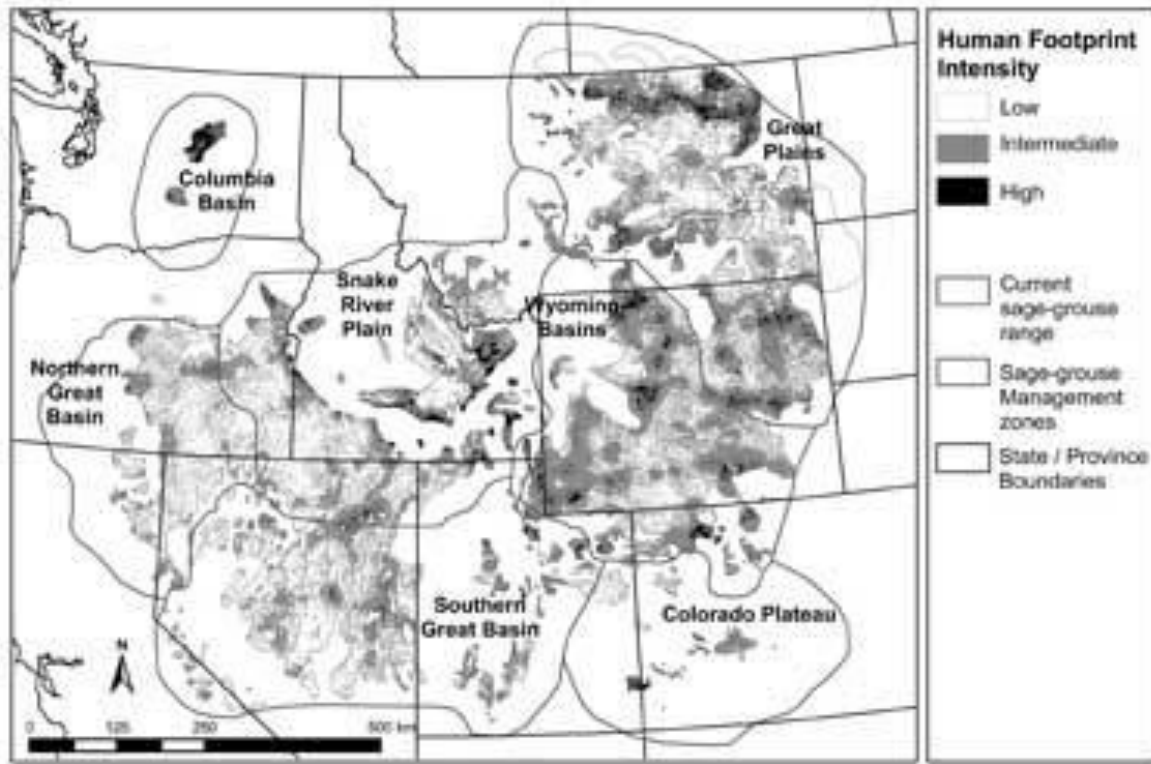 Human Footprint
Intensity
Low
Intermediate
High
Current
sage-grouse
range
Sage-grouse
Management
zones
State / Province
Boundaries
Columbia
Basin
Great
Plains
Snake
River
Plain
Wyoming
Basins
Northern
Great
Basin
Southern
Great Basin
Colorado Plateau
N
0 125 250 500 km